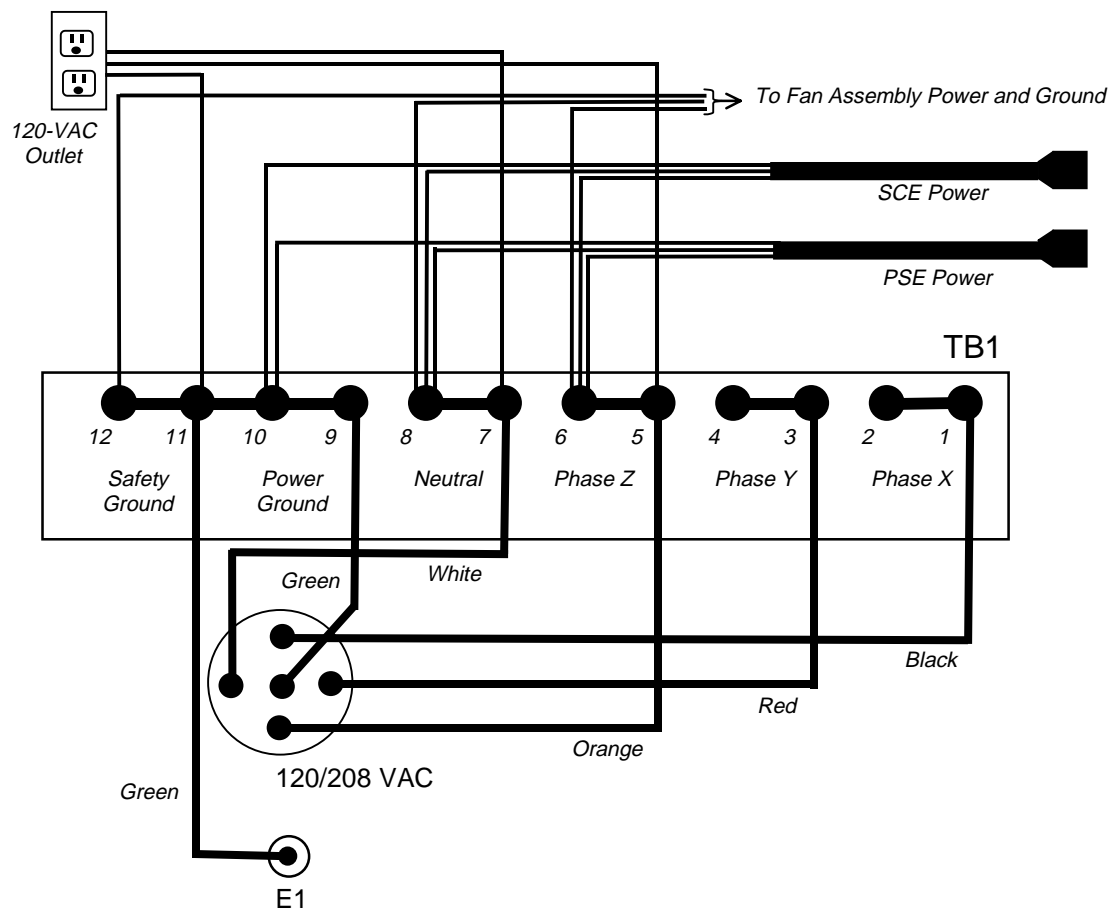 120-VAC
Outlet
To Fan Assembly Power and Ground
SCE Power
PSE Power
TB1
12 11 10 9 8 7 6 5 4 3 2 1
Safety
Ground
Power
Ground
Neutral
Phase Z
Phase Y
Phase X
Green
White
Black
Red
Orange
120/208 VAC
Green
E1